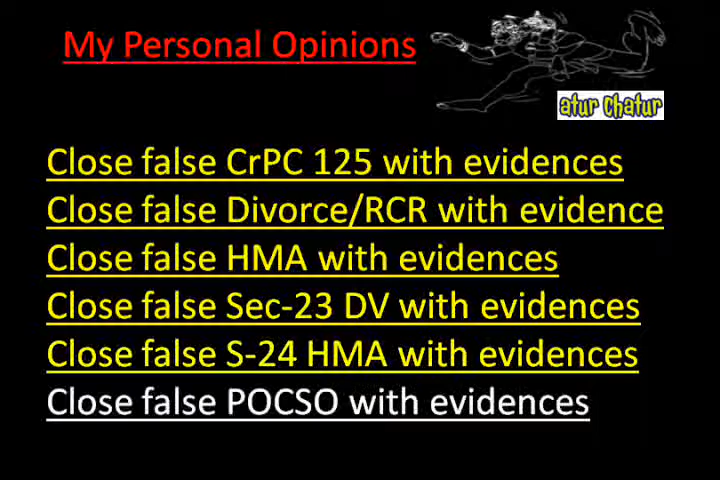 My Personal Opinions
atur Chatur
Close false CrPC 125 with evidences
Close false Divorce/RCR with evidence
Close false HMA with evidences
Close false Sec-23 DV with evidences
Close false S-24 HMA with evidences
Close false POCSO with evidences